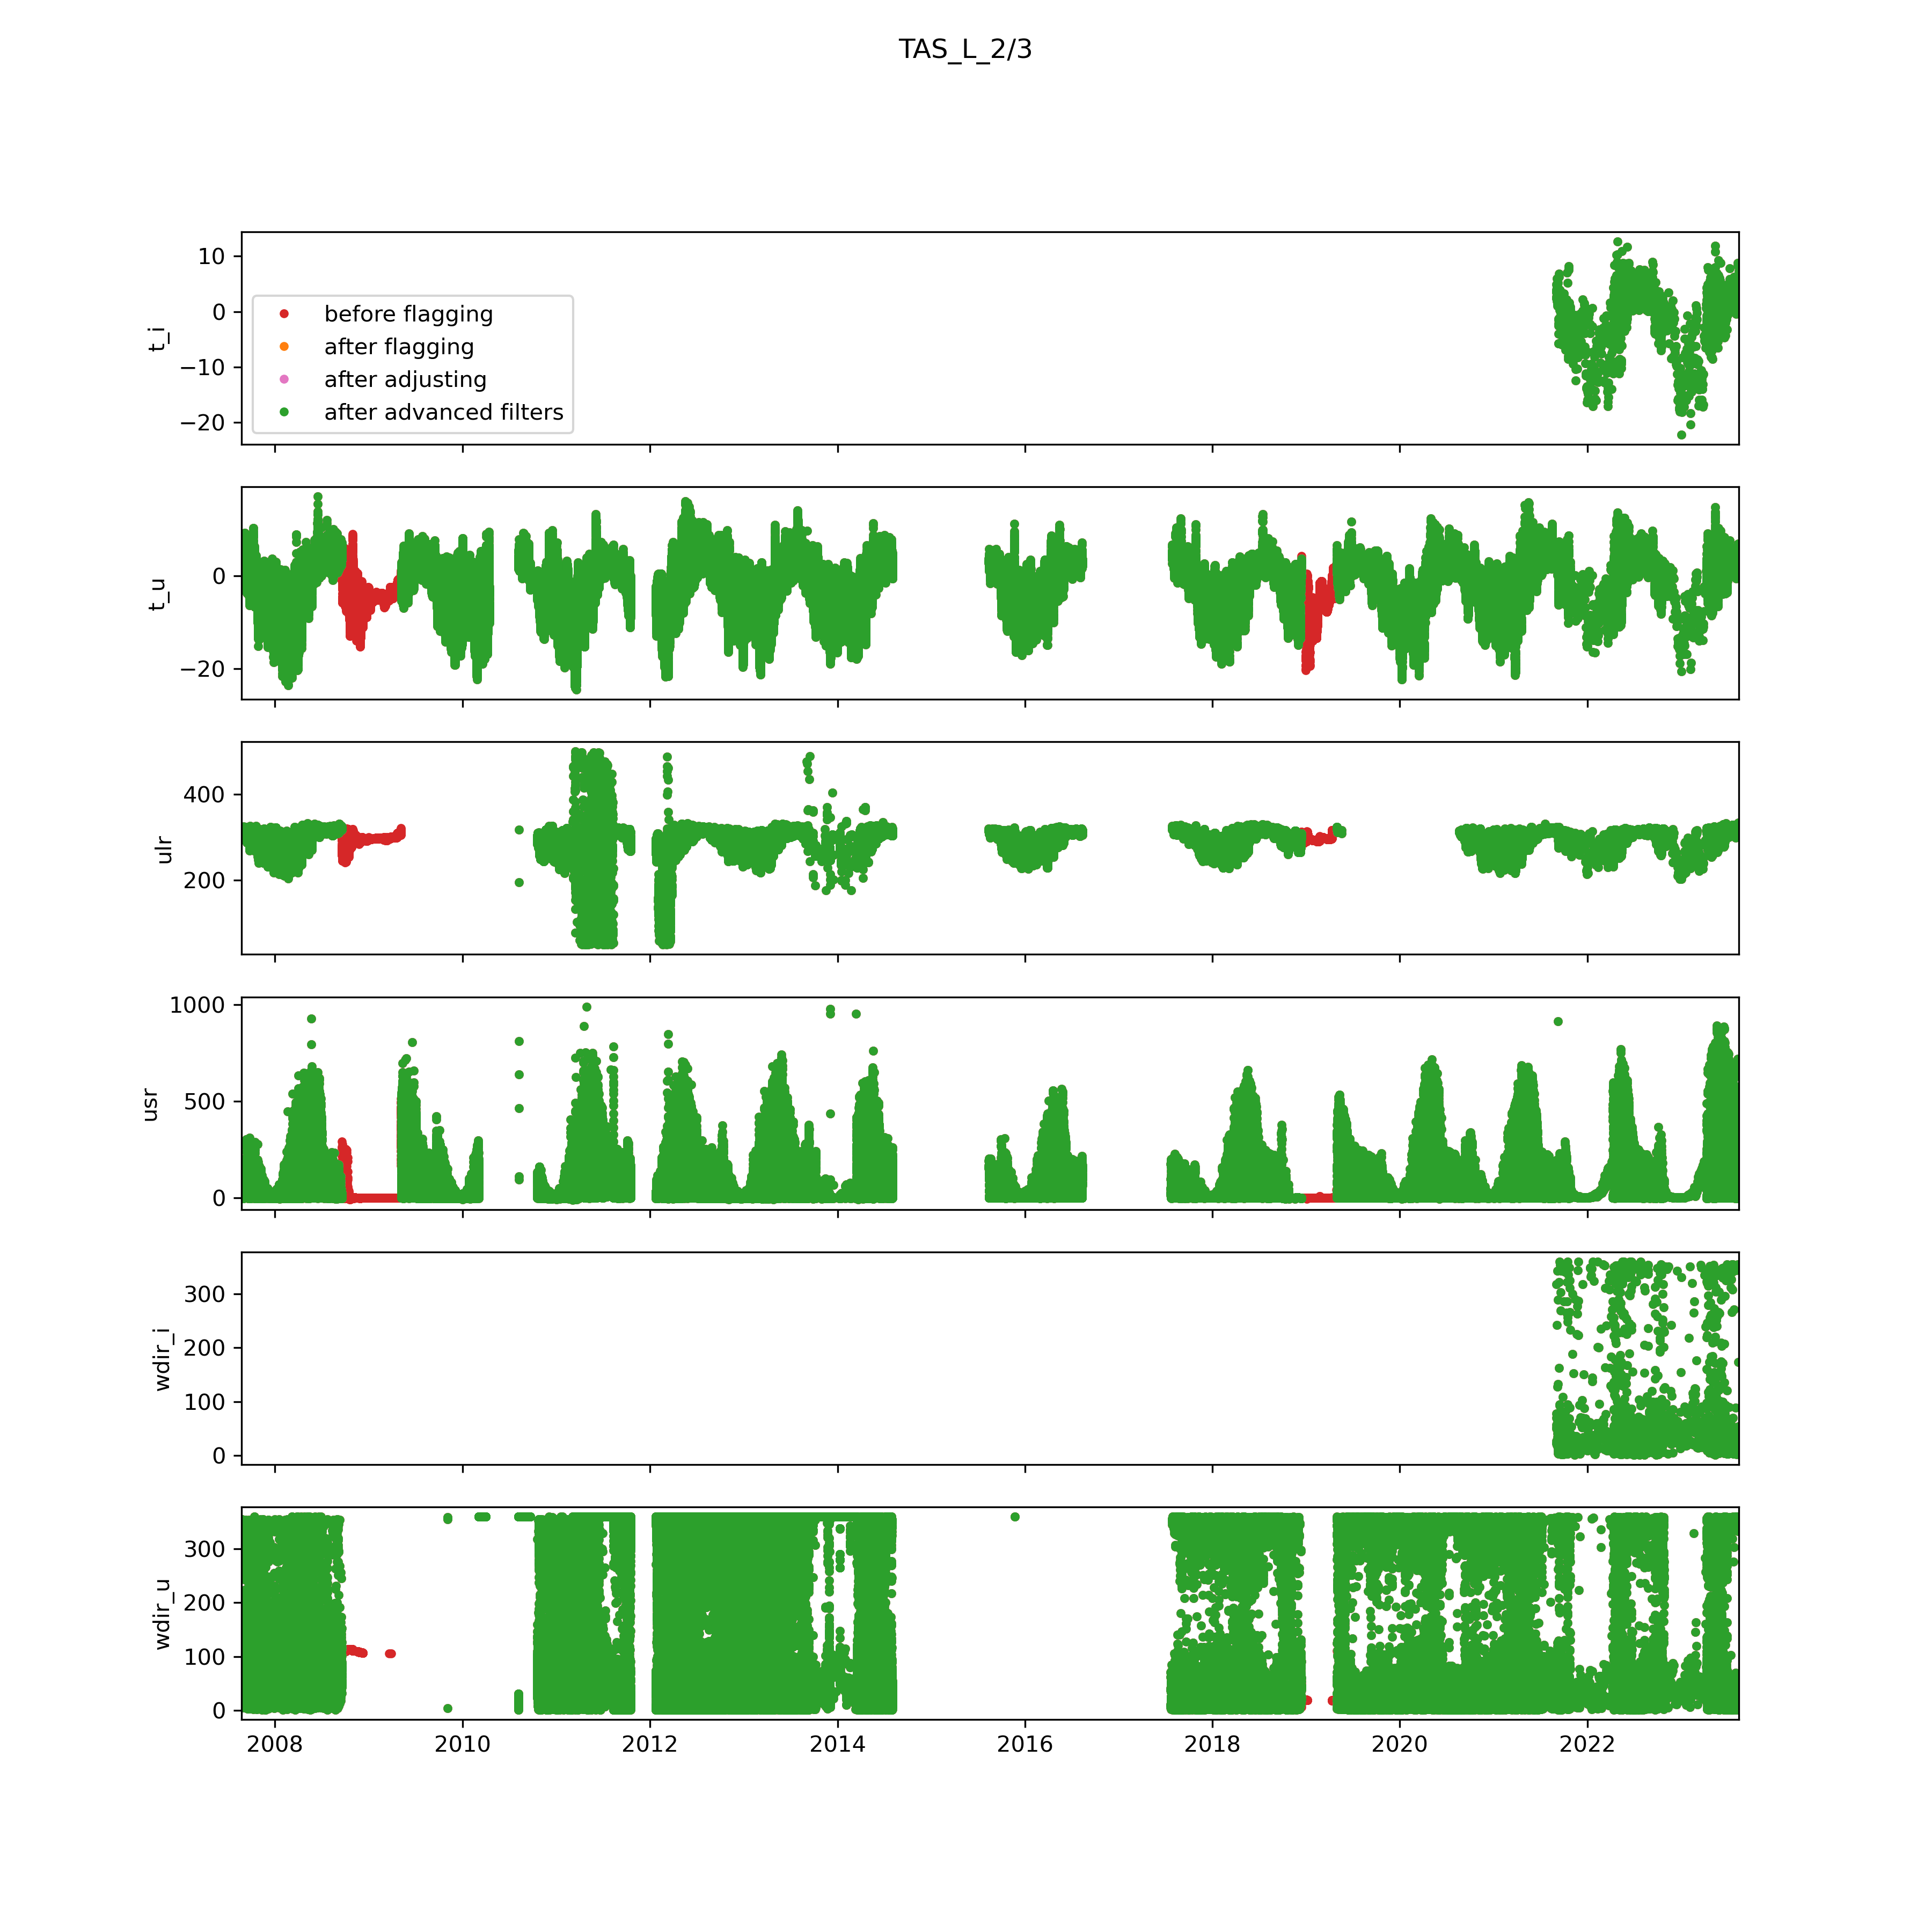 TAS_L_2/3
10
0
−10
−20
t_i
before flagging
after flagging
after adjusting
after advanced filters
0
−20
t_u
400
200
ulr
1000
500
0
usr
300
200
100
0
wdir_i
300
200
100
0
wdir_u
2008 2010 2012 2014 2016 2018 2020 2022